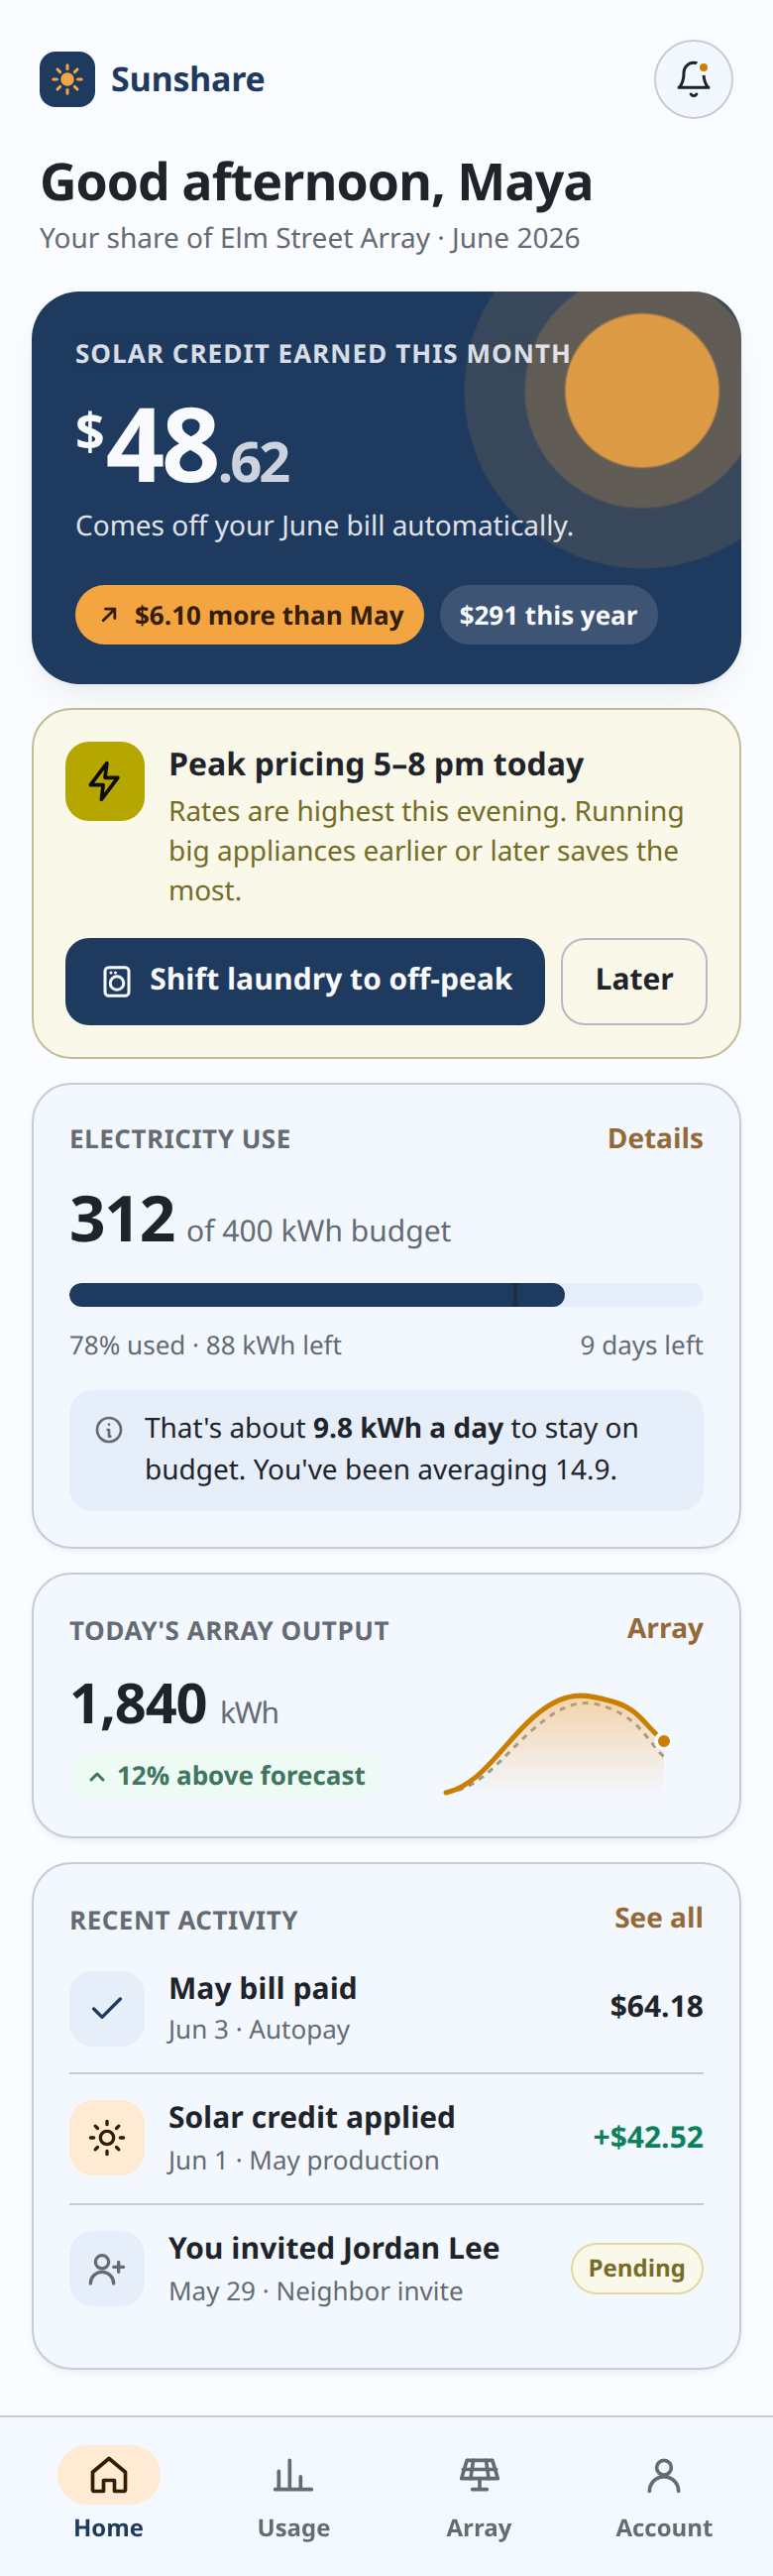 Sunshare
Good afternoon, Maya
Your share of Elm Street Array · June 2026
SOLAR CREDIT EARNED THIS MONTH
$48.62
Comes off your June bill automatically.
$6.10 more than May
$291 this year
Peak pricing 5–8 pm today
Rates are highest this evening. Running
big appliances earlier or later saves the
most.
Shift laundry to off-peak
Later
ELECTRICITY USE
Details
312 of 400 kWh budget
78% used · 88 kWh left
9 days left
That's about 9.8 kWh a day to stay on
budget. You've been averaging 14.9.
TODAY'S ARRAY OUTPUT
Array
1,840 kWh
12% above forecast
RECENT ACTIVITY
See all
May bill paid
Jun 3 · Autopay
$64.18
Solar credit applied
Jun 1 · May production
+$42.52
You invited Jordan Lee
May 29 · Neighbor invite
Pending
Home
Usage
Array
Account